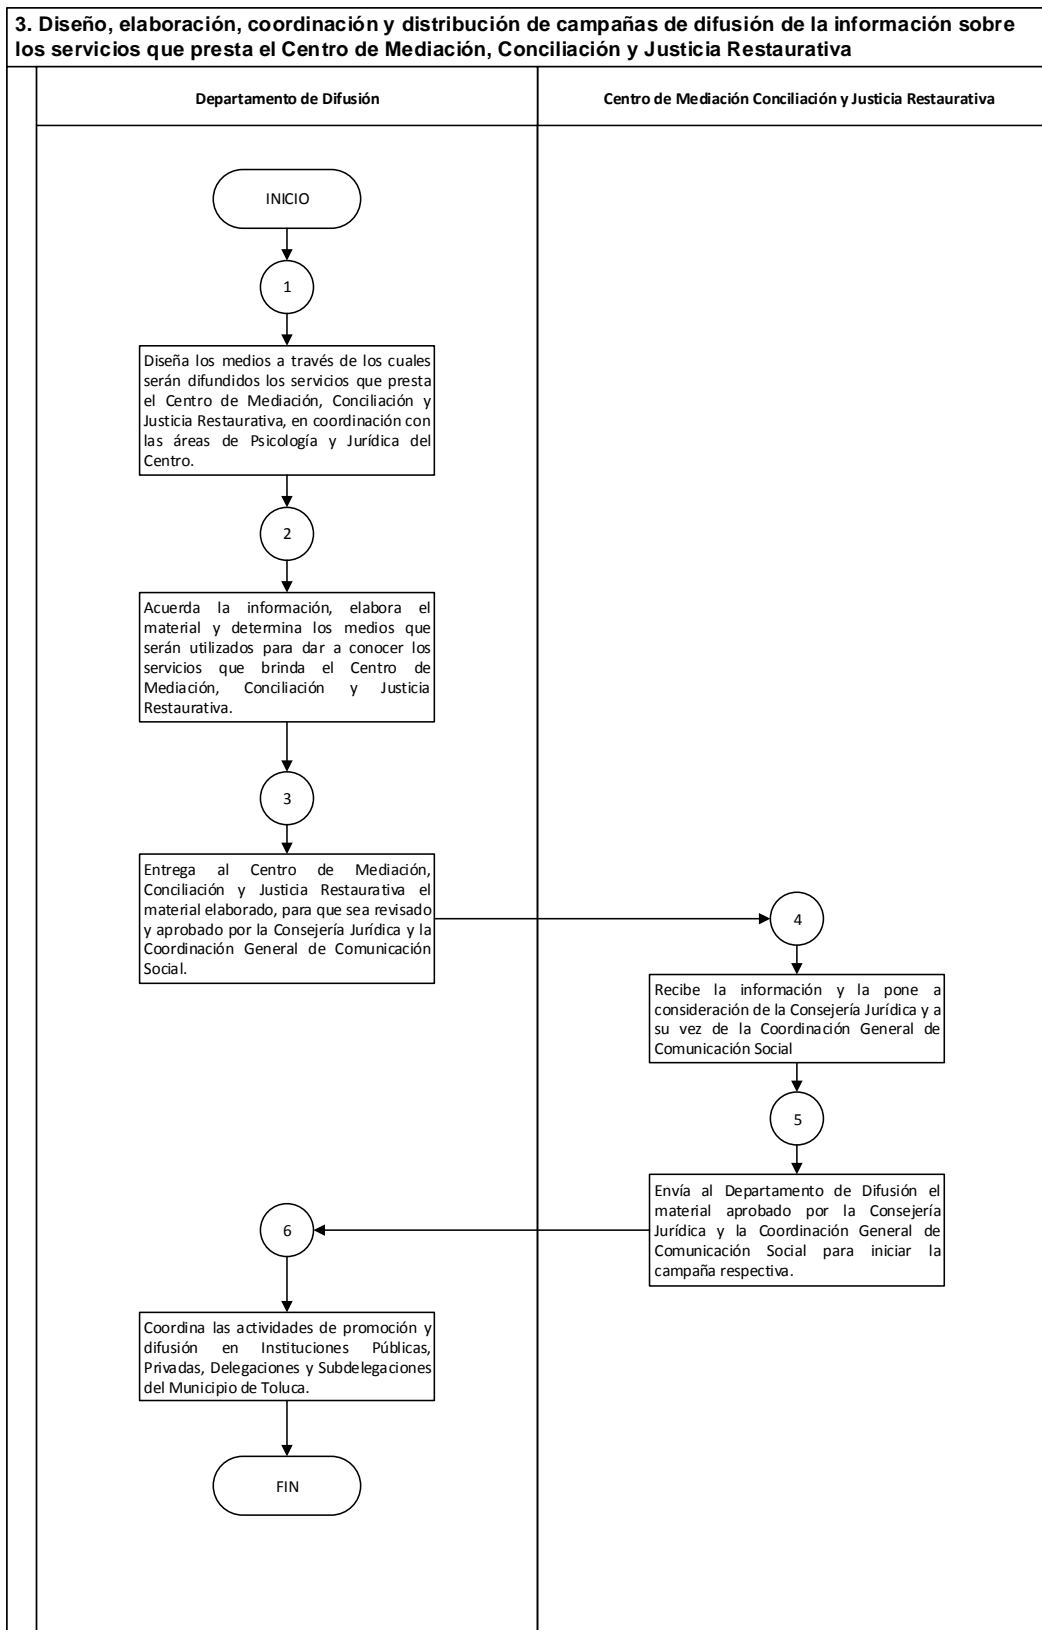 3. Diseño, elaboración, coordinación y distribución de campañas de difusión de la información sobre
los servicios que presta el Centro de Mediación, Conciliación y Justicia Restaurativa
Departamento de Difusión
Centro de Mediación Conciliación y Justicia Restaurativa
INICIO
1
Diseña los medios a través de los cuales
serán difundidos los servicios que presta
el Centro de Mediación, Conciliación y
Justicia Restaurativa, en coordinación con
las áreas de Psicología y Jurídica del
Centro.
2
Acuerda la información, elabora el
material y determina los medios que
serán utilizados para dar a conocer los
servicios que brinda el Centro de
Mediación, Conciliación y Justicia
Restaurativa.
3
Entrega al Centro de Mediación,
Conciliación y Justicia Restaurativa el
material elaborado, para que sea revisado
y aprobado por la Consejería Jurídica y la
Coordinación General de Comunicación
Social.
4
Recibe la información y la pone a
consideración de la Consejería Jurídica y a
su vez de la Coordinación General de
Comunicación Social
5
Envía al Departamento de Difusión el
material aprobado por la Consejería
Jurídica y la Coordinación General de
Comunicación Social para iniciar la
campaña respectiva.
6
Coordina las actividades de promoción y
difusión en Instituciones Públicas,
Privadas, Delegaciones y Subdelegaciones
del Municipio de Toluca.
FIN